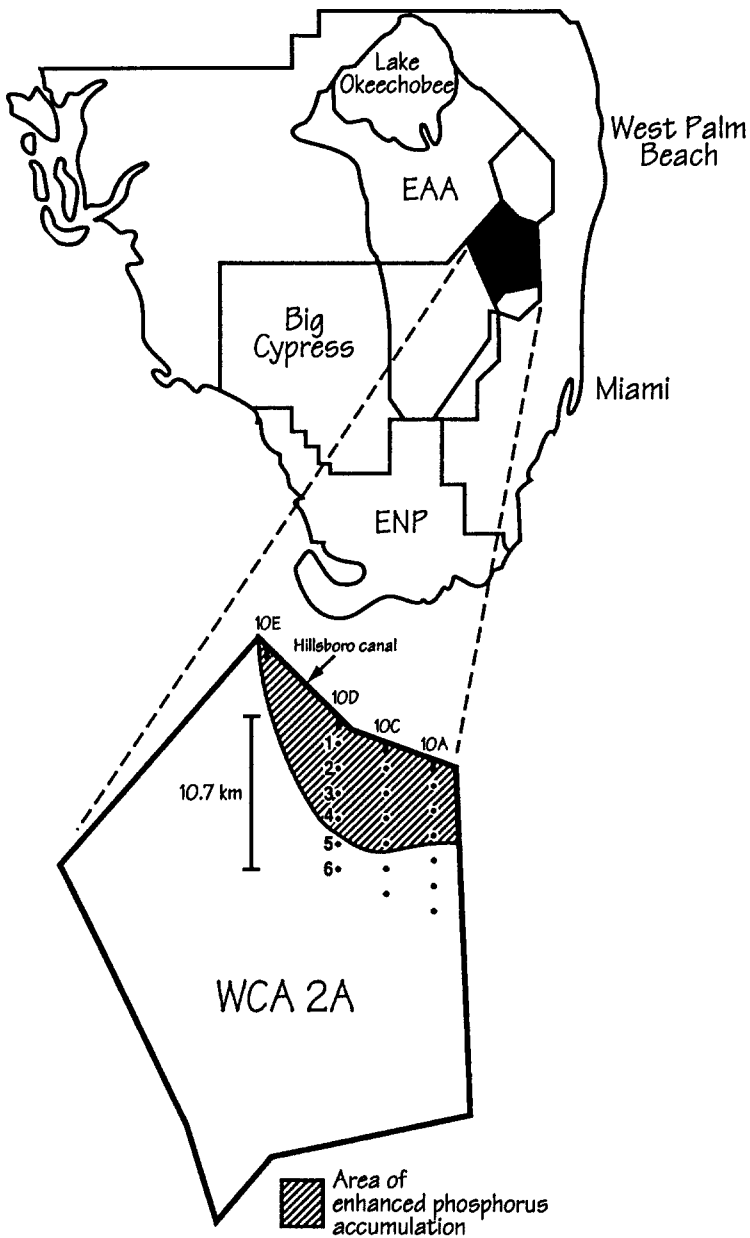 Lake
Okeechobee
West Palm
Beach
EAA
Big
Cypress
Miami
ENP
10E
Hillsboro canal
10D
10C
10A
1
2
10.7 km
3
4
5
6
WCA 2A
Area of
enhanced phosphorus
accumulation